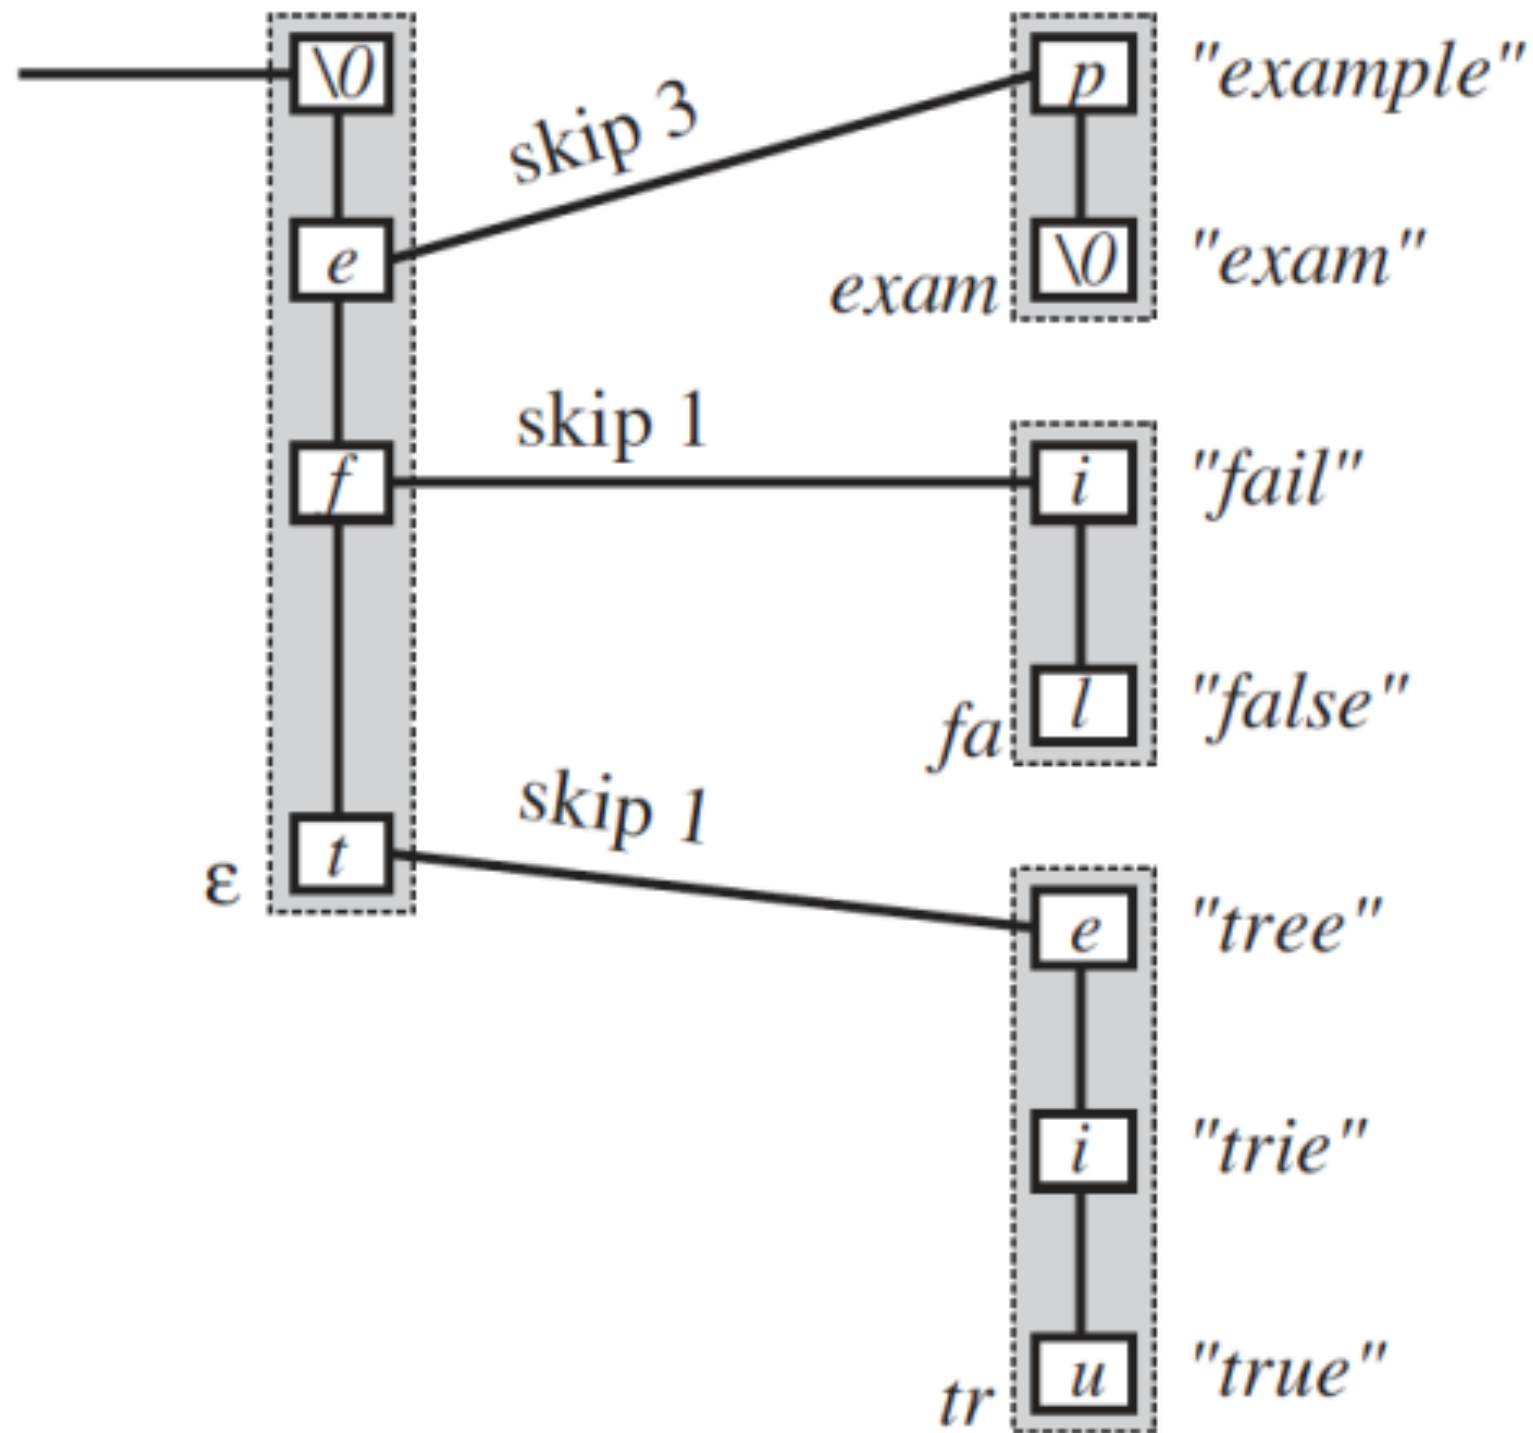 \0
e
f
t
ε
skip 3
skip 1
skip 1
p "example"
\0 "exam"
exam
i "fail"
l "false"
fa
e "tree"
i "trie"
u "true"
tr